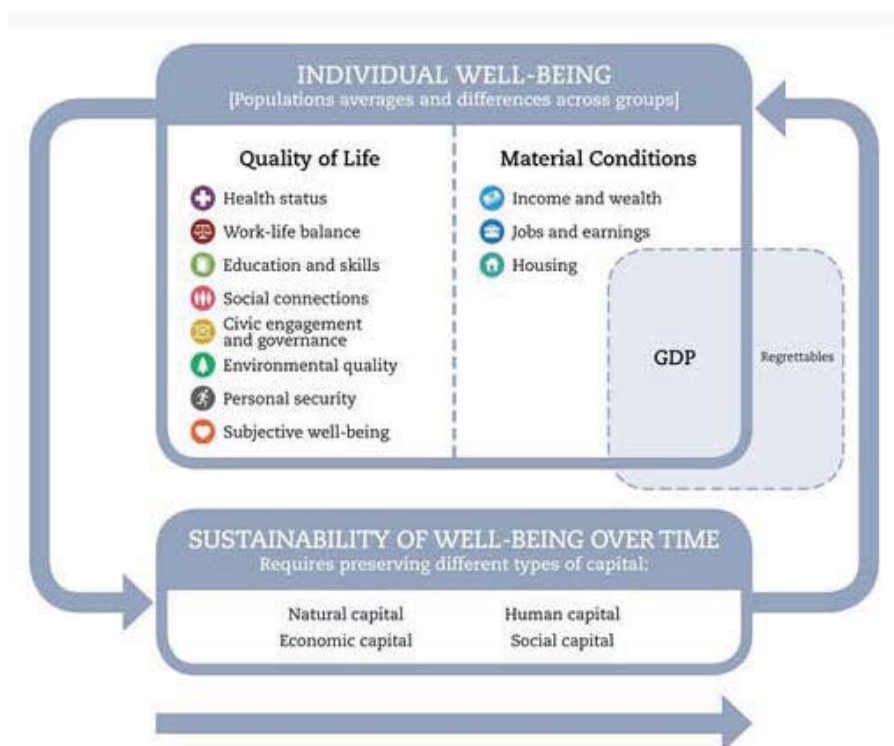 INDIVIDUAL WELL-BEING
[Populations averages and differences across groups]
Quality of Life
Health status
Work-life balance
Education and skills
Social connections
Civic engagement
and governance
Environmental quality
Personal security
Subjective well-being
Material Conditions
Income and wealth
Jobs and earnings
Housing
GDP
Regrettables
SUSTAINABILITY OF WELL-BEING OVER TIME
Requires preserving different types of capital:
Natural capital
Human capital
Economic capital
Social capital